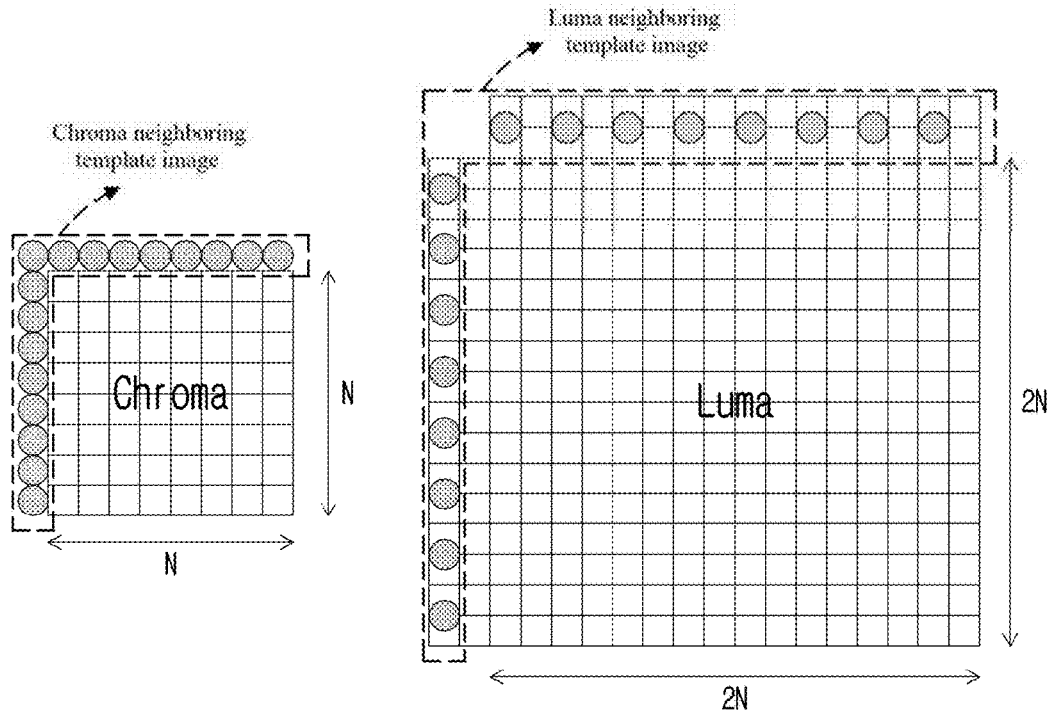 Luma neighboring
template image
Chroma neighboring
template image
Chroma
N
N
Luma
2N
2N